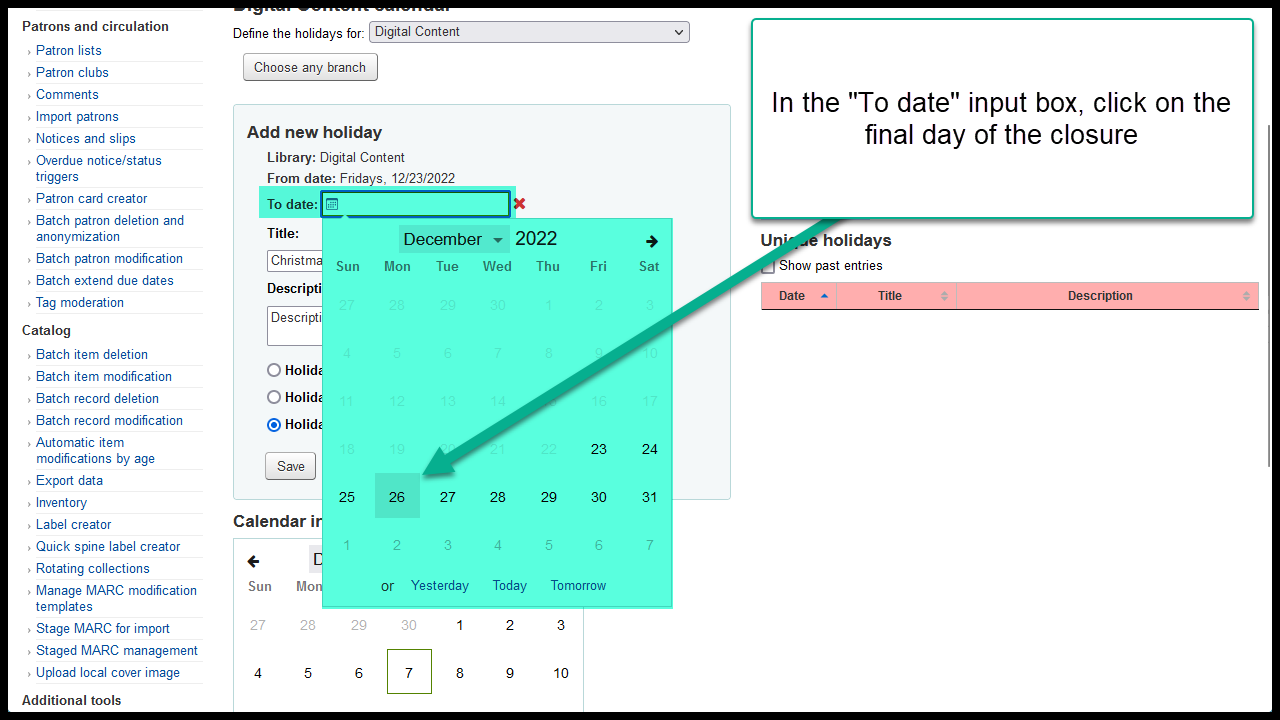 Patrons and circulation
Patron lists
Patron clubs
Comments
Import patrons
Notices and slips
Overdue notice/status
triggers
Patron card creator
Batch patron deletion and
anonymization
Batch patron modification
Batch extend due dates
Tag moderation
Catalog
Batch item deletion
Batch item modification
Batch record deletion
Batch record modification
Automatic item
modifications by age
Export data
Inventory
Label creator
Quick spine label creator
Rotating collections
Manage MARC modification
templates
Stage MARC for import
Staged MARC management
Upload local cover image
Additional tools
Digital Content calendar
Define the holidays for: Digital Content
Choose any branch
Add new holiday
Library: Digital Content
From date: Fridays, 12/23/2022
To date:
Title:
Christma
Descripti
Descripti
Holida
Holida
Holida
Save
December 2022
Sun Mon Tue Wed Thu Fri Sat
27 28 29 30 1 2 3
4 5 6 7 8 9 10
11 12 13 14 15 16 17
18 19 20 21 22 23 24
25 26 27 28 29 30 31
1 2 3 4 5 6 7
or Yesterday Today Tomorrow
Calendar in
D
Sun Mon
27 28 29 30 1 2 3
4 5 6 7 8 9 10
In the "To date" input box, click on the
final day of the closure
Unique holidays
Show past entries
Date Title Description